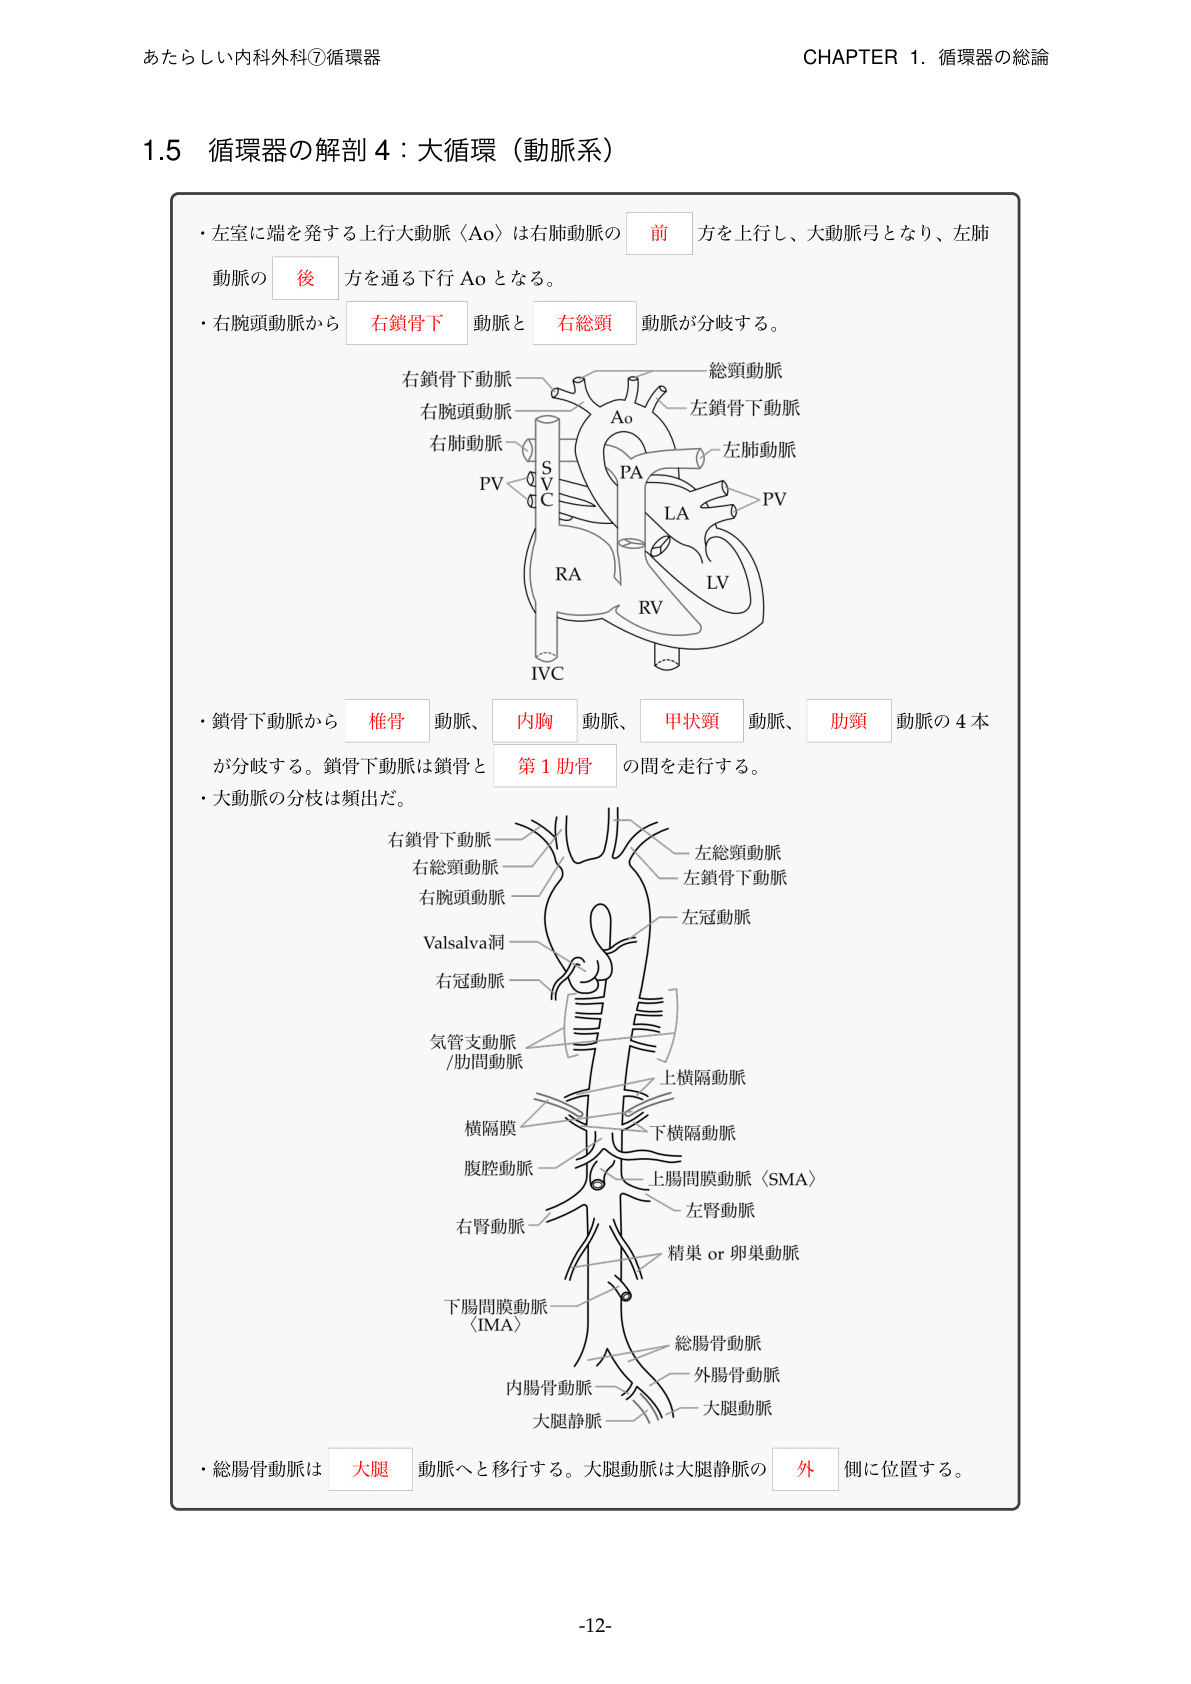 あたらしい内科外科⑦循環器 CHAPTER 1. 循環器の総論
1.5 循環器の解剖 4：大循環（動脈系）
・左室に端を発する上行大動脈〈Ao〉は右肺動脈の 前 方を上行し、大動脈弓となり、左肺
動脈の 後 方を通る下行 Ao となる。
・右腕頭動脈から 右鎖骨下 動脈と 右総頸 動脈が分岐する。
右鎖骨下動脈 総頸動脈
右腕頭動脈 Ao 左鎖骨下動脈
右肺動脈 左肺動脈
SVC PA
PV PV
LA
RA LV
RV
IVC
・鎖骨下動脈から 椎骨 動脈、 内胸 動脈、 甲状頸 動脈、 肋頸 動脈の 4 本
が分岐する。鎖骨下動脈は鎖骨と 第 1 肋骨 の間を走行する。
・大動脈の分枝は頻出だ。
右鎖骨下動脈
左総頸動脈
右総頸動脈
左鎖骨下動脈
右腕頭動脈
左冠動脈
Valsalva洞
右冠動脈
気管支動脈
/肋間動脈
上横隔動脈
横隔膜
下横隔動脈
腹腔動脈
上腸間膜動脈〈SMA〉
左腎動脈
右腎動脈
精巣 or 卵巣動脈
下腸間膜動脈
〈IMA〉
総腸骨動脈
外腸骨動脈
内腸骨動脈
大腿動脈
大腿静脈
・総腸骨動脈は 大腿 動脈へと移行する。大腿動脈は大腿静脈の 外 側に位置する。
-12-